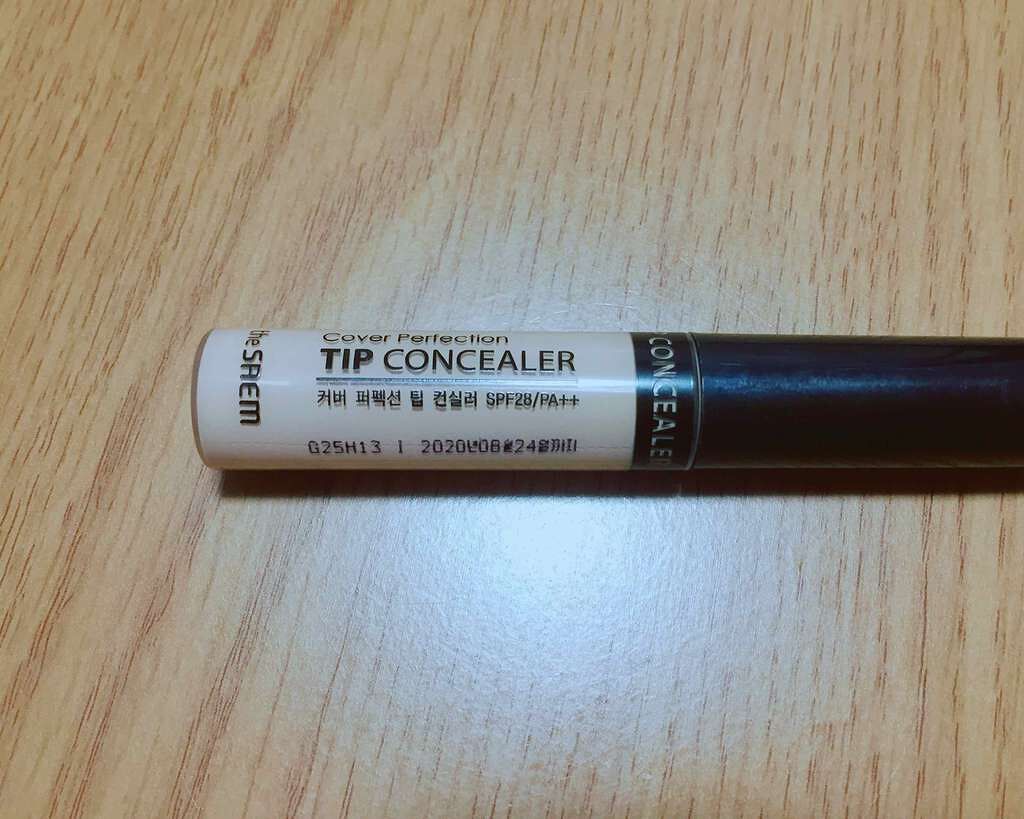 the SAEM
Cover Perfection
TIP CONCEALER
커버 퍼펙션 팁 컨실러 SPF28/PA++
G25H13 | 2020년08월24일까지
CONCEALER